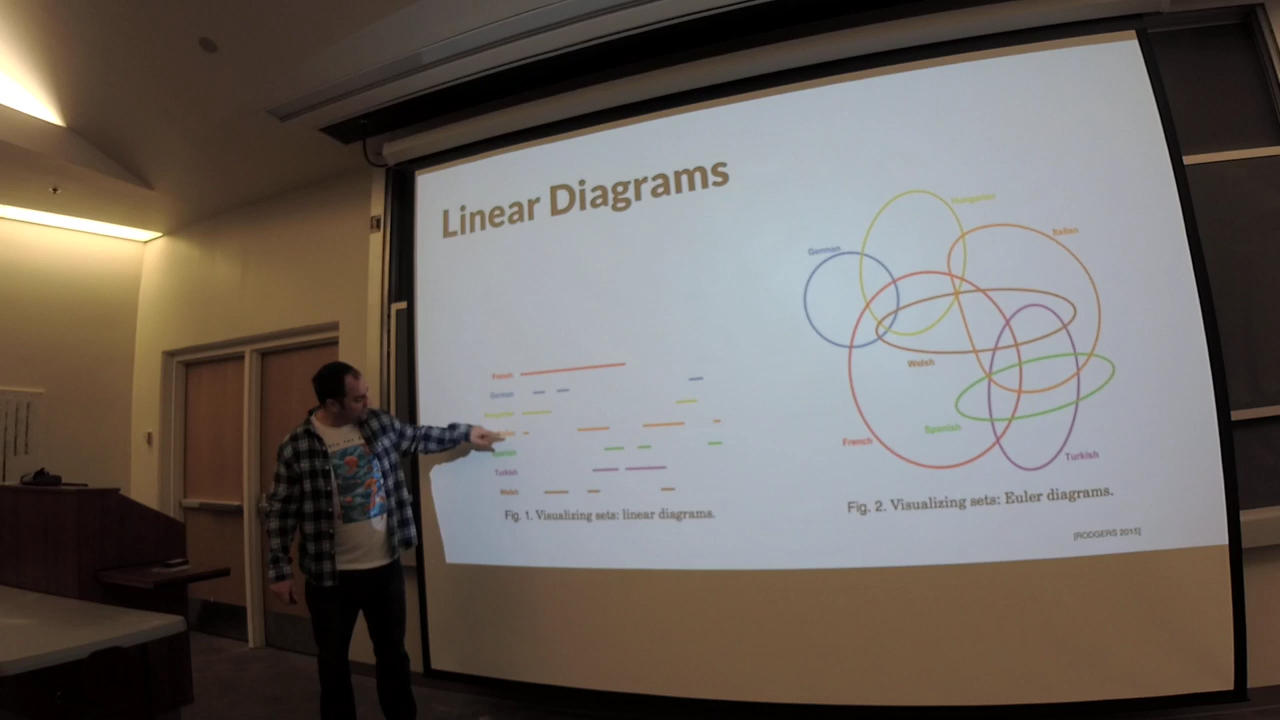 Linear Diagrams
French
German
Hungarian
Spanish
Turkish
Welsh
Fig. 1. Visualizing sets: linear diagrams.
Hungarian
German
Italian
Welsh
Spanish
French
Turkish
Fig. 2. Visualizing sets: Euler diagrams.
[RODGERS 2015]